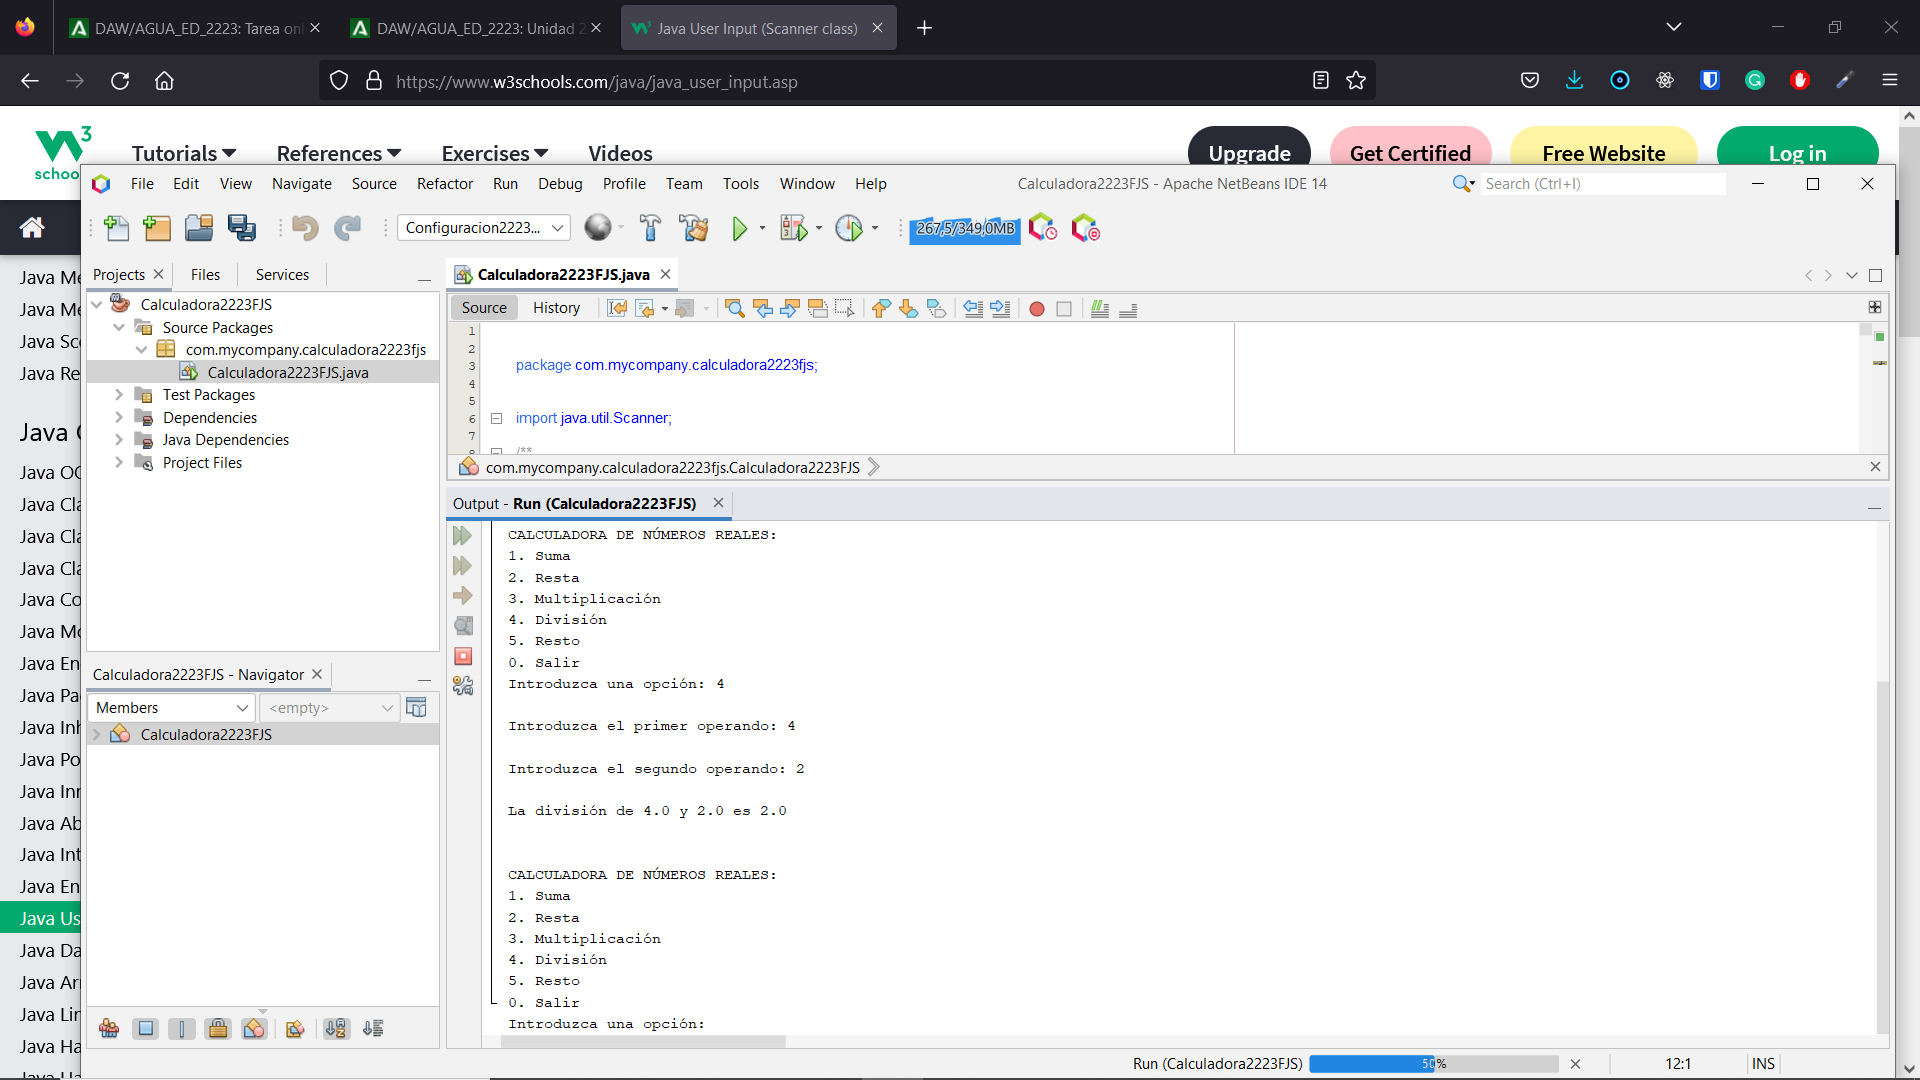 DAW/AGUA_ED_2223: Tarea onl
DAW/AGUA_ED_2223: Unidad 2
Java User Input (Scanner class)
https://www.w3schools.com/java/java_user_input.asp
3
Tutorials
References
Exercises
Videos
Upgrade
Get Certified
Free Website
Log in
File
Edit
View
Navigate
Source
Refactor
Run
Debug
Profile
Team
Tools
Window
Help
Calculadora2223FJS - Apache NetBeans IDE 14
Search (Ctrl+I)
Configuracion2223...
267,5/349,0MB
Java Me
Java Me
Java Sco
Java Re
Java OO
Java Cla
Java Cla
Java Cla
Java Co
Java Mo
Java En
Java Pa
Java Inh
Java Po
Java Inn
Java Ab
Java Int
Java En
Java Us
Java Da
Java Arr
Java Lin
Java Ha
Projects
Files
Services
Calculadora2223FJS
Source Packages
com.mycompany.calculadora2223fjs
Calculadora2223FJS.java
Test Packages
Dependencies
Java Dependencies
Project Files
Calculadora2223FJS - Navigator
Members
<empty>
Calculadora2223FJS
Calculadora2223FJS.java
Source
History
1
2
3 package com.mycompany.calculadora2223fjs;
4
5
6 import java.util.Scanner;
7
8 /**
com.mycompany.calculadora2223fjs.Calculadora2223FJS
Output - Run (Calculadora2223FJS)
CALCULADORA DE NÚMEROS REALES:
1. Suma
2. Resta
3. Multiplicación
4. División
5. Resto
0. Salir
Introduzca una opción: 4
Introduzca el primer operando: 4
Introduzca el segundo operando: 2
La división de 4.0 y 2.0 es 2.0
CALCULADORA DE NÚMEROS REALES:
1. Suma
2. Resta
3. Multiplicación
4. División
5. Resto
0. Salir
Introduzca una opción:
Run (Calculadora2223FJS)
50%
12:1
INS